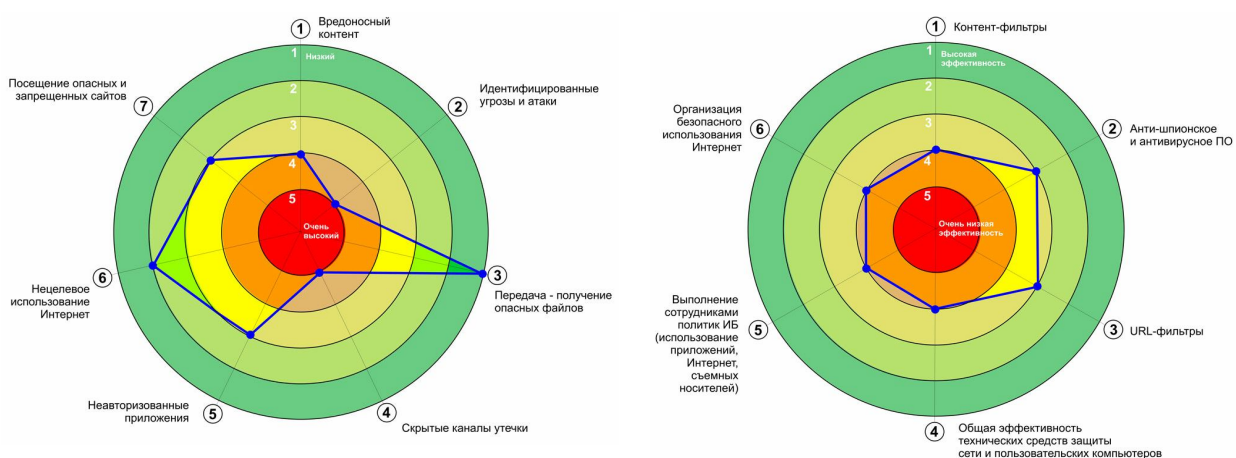 1
Вредоносный
контент
1
Низкий
2
3
4
5
Очень
высокий
2
Идентифицированные
угрозы и атаки
3
Передача - получение
опасных файлов
4
Скрытые каналы утечки
5
Неавторизованные
приложения
6
Нецелевое
использование
Интернет
7
Посещение опасных и
запрещенных сайтов
1
Контент-фильтры
1
Высокая
эффективность
2
3
4
5
Очень низкая
эффективность
2
Анти-шпионское
и антивирусное ПО
3
URL-фильтры
4
Общая эффективность
технических средств защиты
сети и пользовательских компьютеров
5
Выполнение
сотрудниками
политик ИБ
(использование
приложений,
Интернет,
съемных
носителей)
6
Организация
безопасного
использования
Интернет